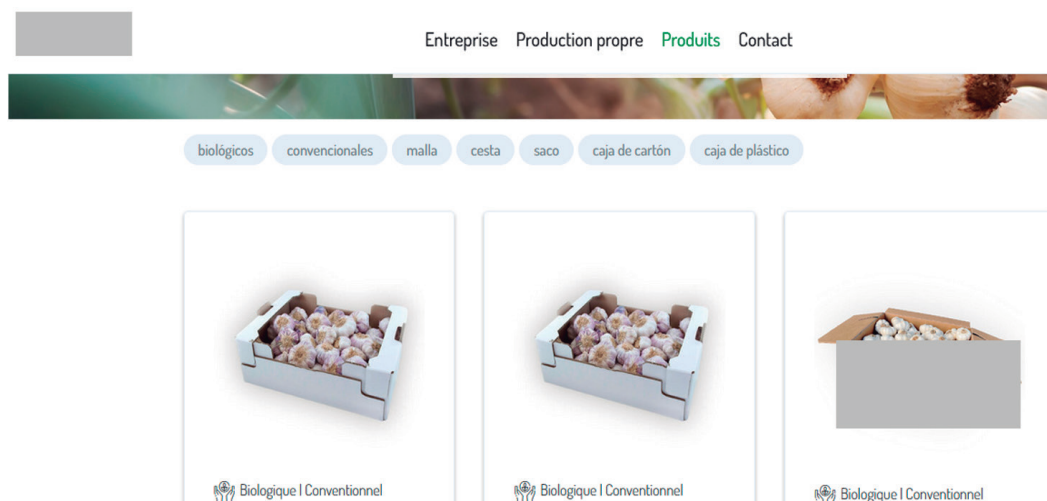 Entreprise Production propre Produits Contact
biológicos convencionales malla cesta saco caja de cartón caja de plástico
Biologique | Conventionnel Biologique | Conventionnel Biologique | Conventionnel